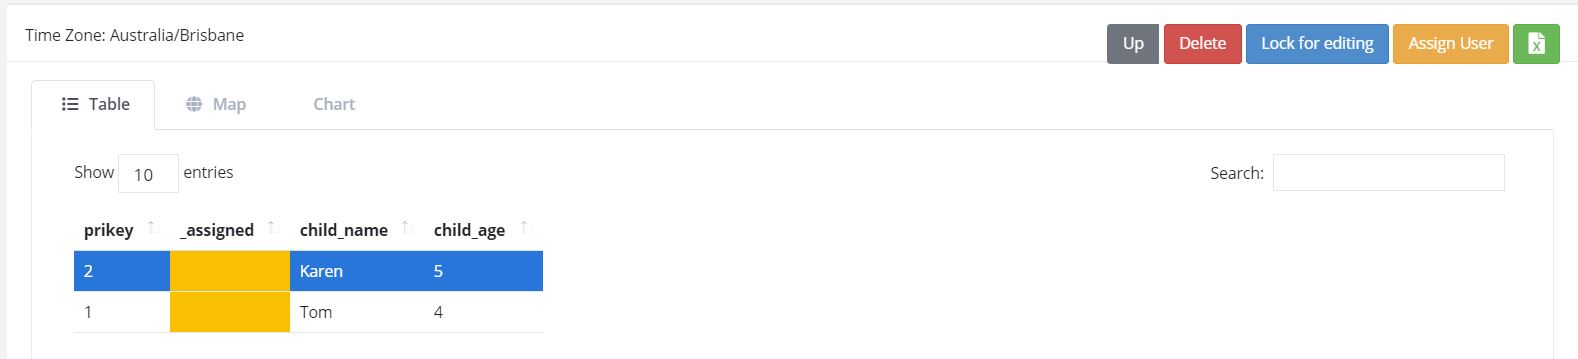 Time Zone: Australia/Brisbane
Up Delete Lock for editing Assign User
Table Map Chart
Show 10 entries Search:
prikey _assigned child_name child_age
2 Karen 5
1 Tom 4